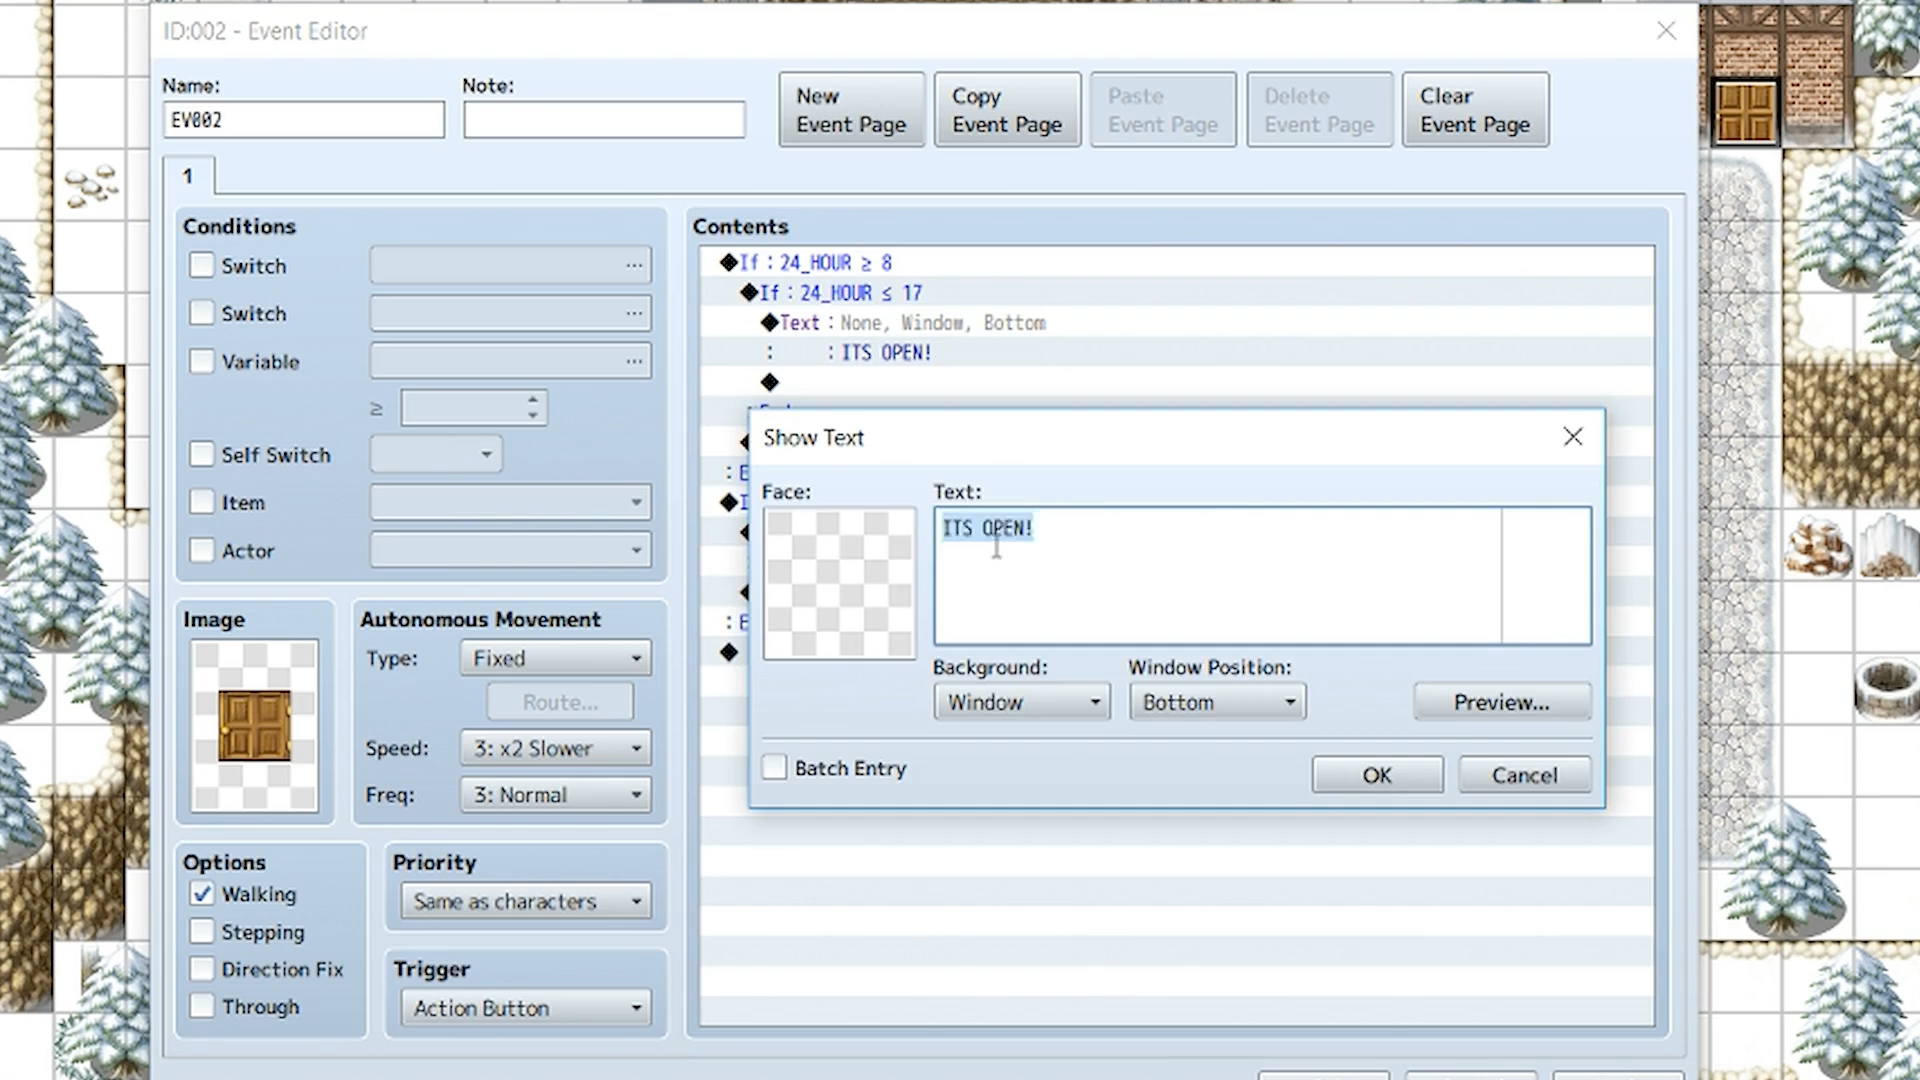 ID:002 - Event Editor
Name:
Note:
EV002
New Event Page
Copy Event Page
Paste Event Page
Delete Event Page
Clear Event Page
1
Conditions
Switch ...
Switch ...
Variable ...
≥
Self Switch
Item
Actor
Image
Autonomous Movement
Type: Fixed
Route...
Speed: 3: x2 Slower
Freq: 3: Normal
Options
Walking
Stepping
Direction Fix
Through
Priority
Same as characters
Trigger
Action Button
Contents
◆If : 24_HOUR ≥ 8
◆If : 24_HOUR ≤ 17
◆Text : None, Window, Bottom
: : ITS OPEN!
◆
◆
: E
◆I
◆
◆
: E
◆
Show Text
Face:
Text:
ITS OPEN!
Background:
Window
Window Position:
Bottom
Preview...
Batch Entry
OK
Cancel